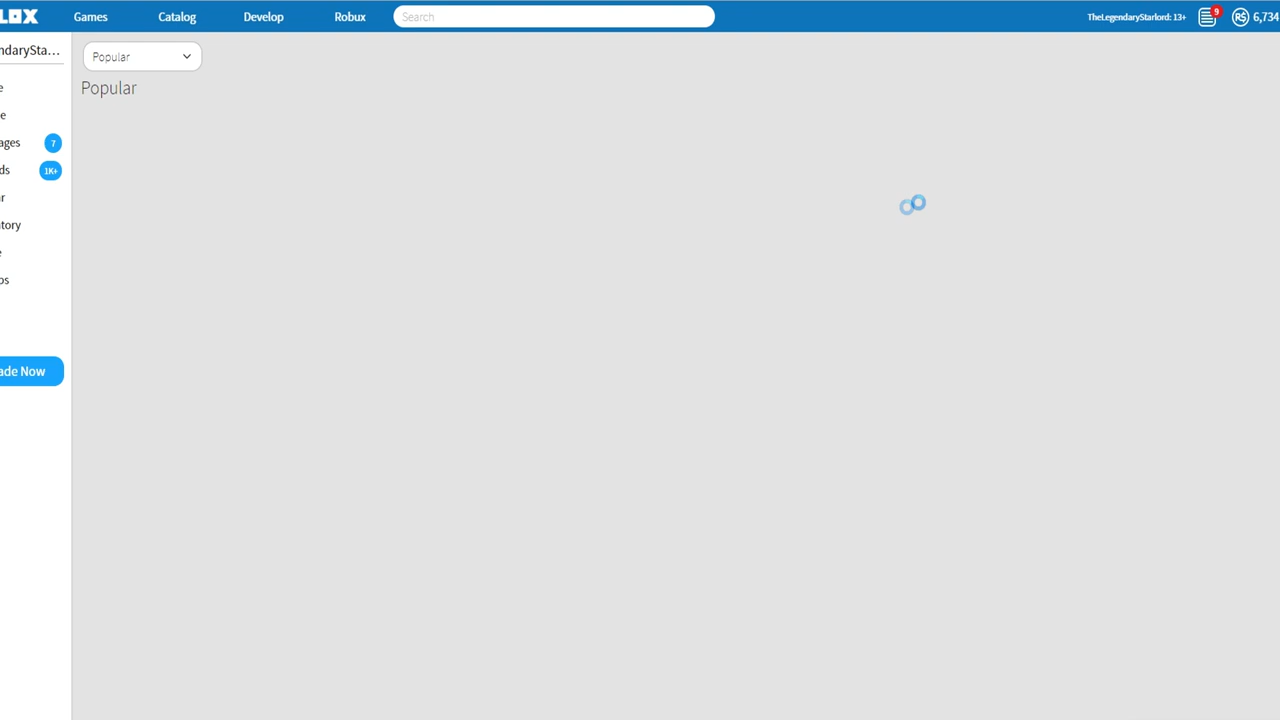 LOX Games Catalog Develop Robux Search TheLegendaryStarlord: 13+ 9 6,734
ndarySta...
Popular
Popular
e
e
ages 7
ds 1K+
r
tory
e
ps
ade Now